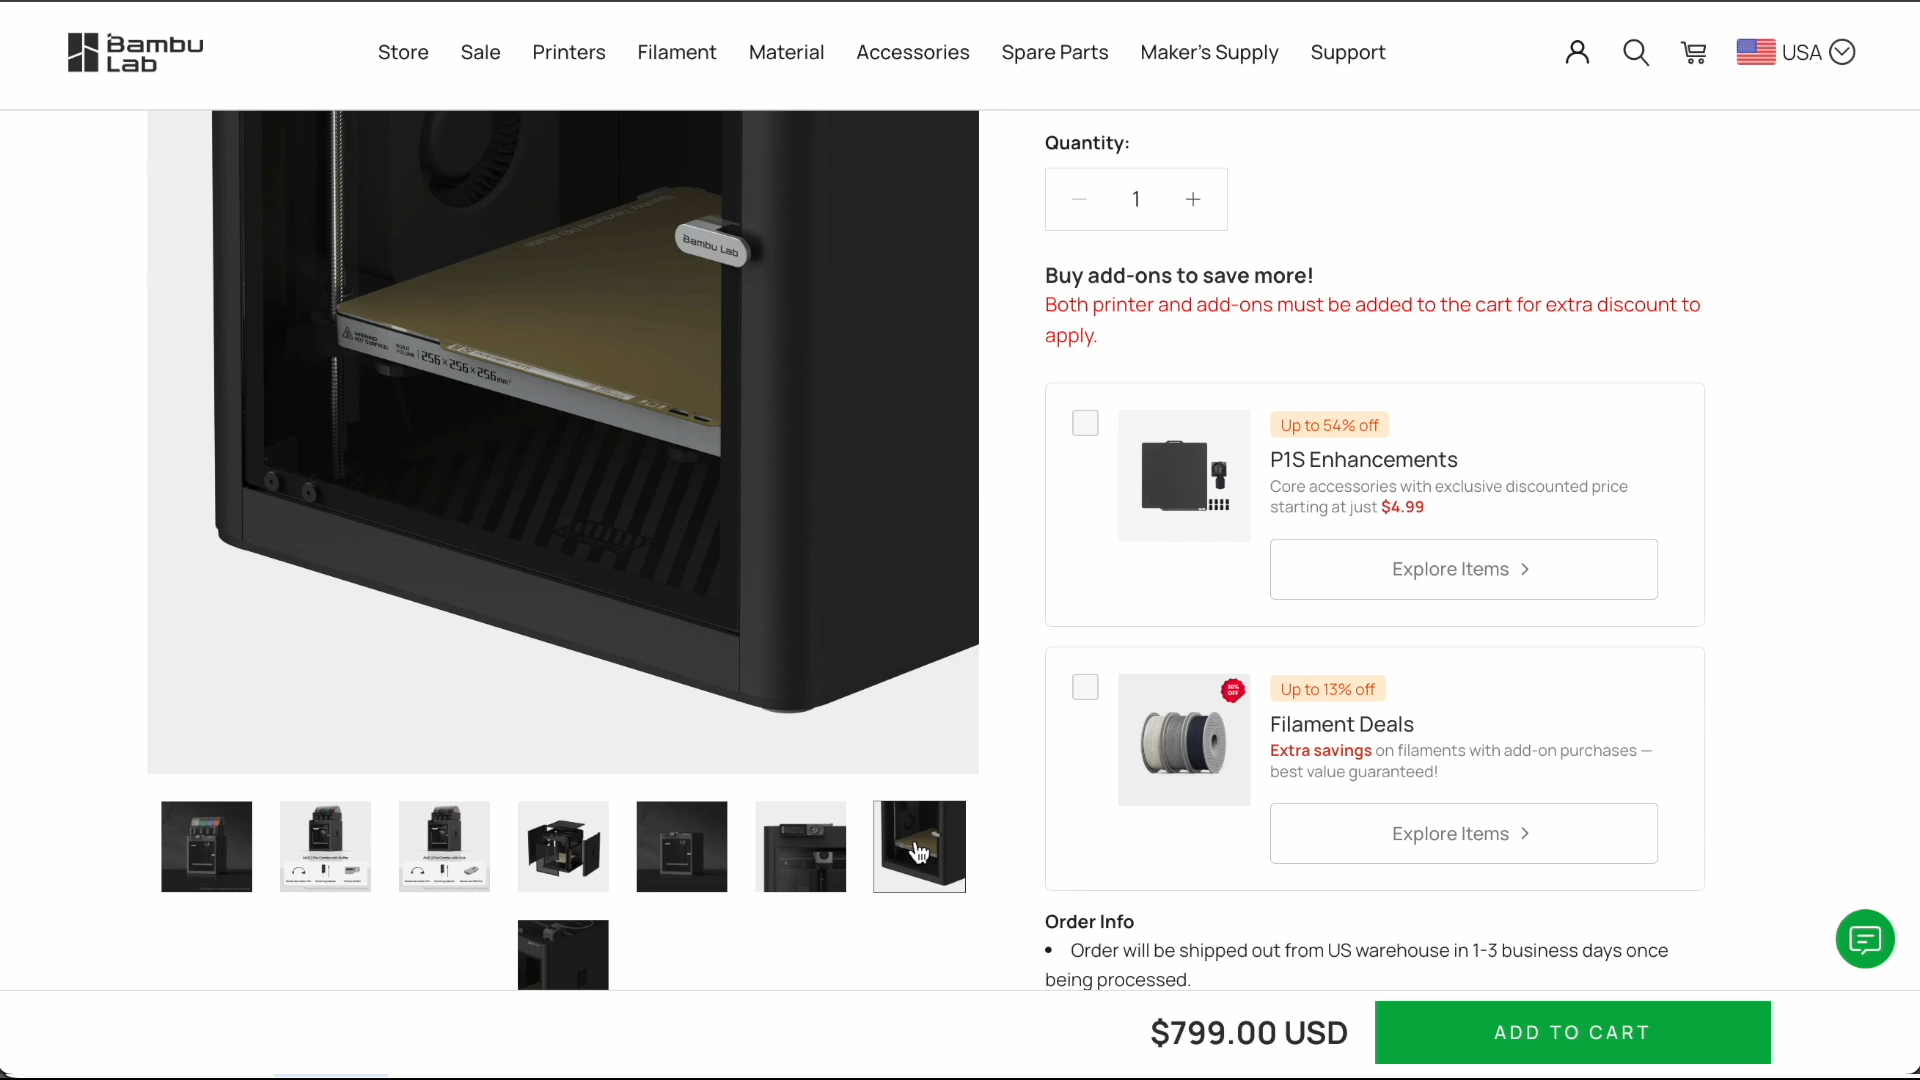 Bambu
Lab
Store
Sale
Printers
Filament
Material
Accessories
Spare Parts
Maker's Supply
Support
USA
Bambu Lab
256×256×256mm³
Quantity:
1
Buy add-ons to save more!
Both printer and add-ons must be added to the cart for extra discount to
apply.
Up to 54% off
P1S Enhancements
Core accessories with exclusive discounted price
starting at just $4.99
Explore Items
Up to 13% off
Filament Deals
Extra savings on filaments with add-on purchases —
best value guaranteed!
Explore Items
Order Info
• Order will be shipped out from US warehouse in 1-3 business days once
being processed.
$799.00 USD
ADD TO CART